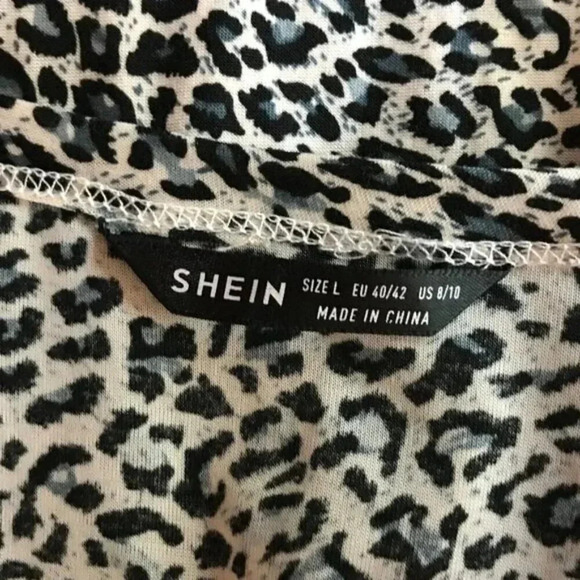 SHEIN SIZE L EU 40/42 US 8/10
MADE IN CHINA